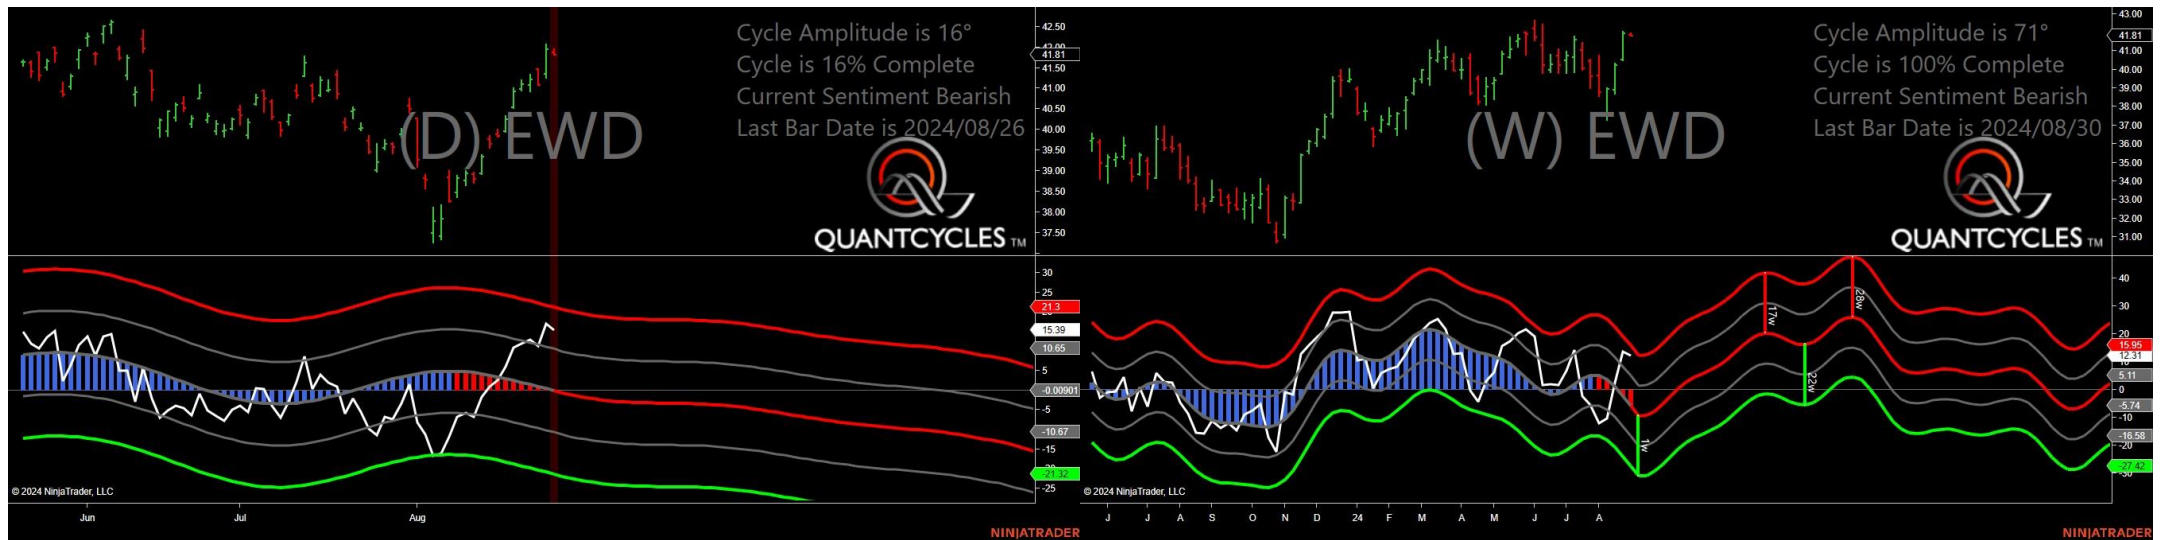 Cycle Amplitude is 16°
Cycle is 16% Complete
Current Sentiment Bearish
Last Bar Date is 2024/08/26
(D) EWD
QUANTCYCLES TM
42.50
41.81
41.50
41.00
40.50
40.00
39.50
39.00
38.50
38.00
37.50
30
25
21.3
15.39
10.65
5
-0.00901
-5
-10.67
-15
-21.32
-25
© 2024 NinjaTrader, LLC
Jun
Jul
Aug
NINJATRADER
Cycle Amplitude is 71°
Cycle is 100% Complete
Current Sentiment Bearish
Last Bar Date is 2024/08/30
(W) EWD
QUANTCYCLES TM
43.00
41.81
41.00
40.00
39.00
38.00
37.00
36.00
35.00
34.00
33.00
32.00
31.00
17w
28w
22w
1w
40
30
20
15.95
12.31
5.11
0
-5.74
-10
-16.58
-20
-27.42
© 2024 NinjaTrader, LLC
J J A S O N D 24 F M A M J J A
NINJATRADER